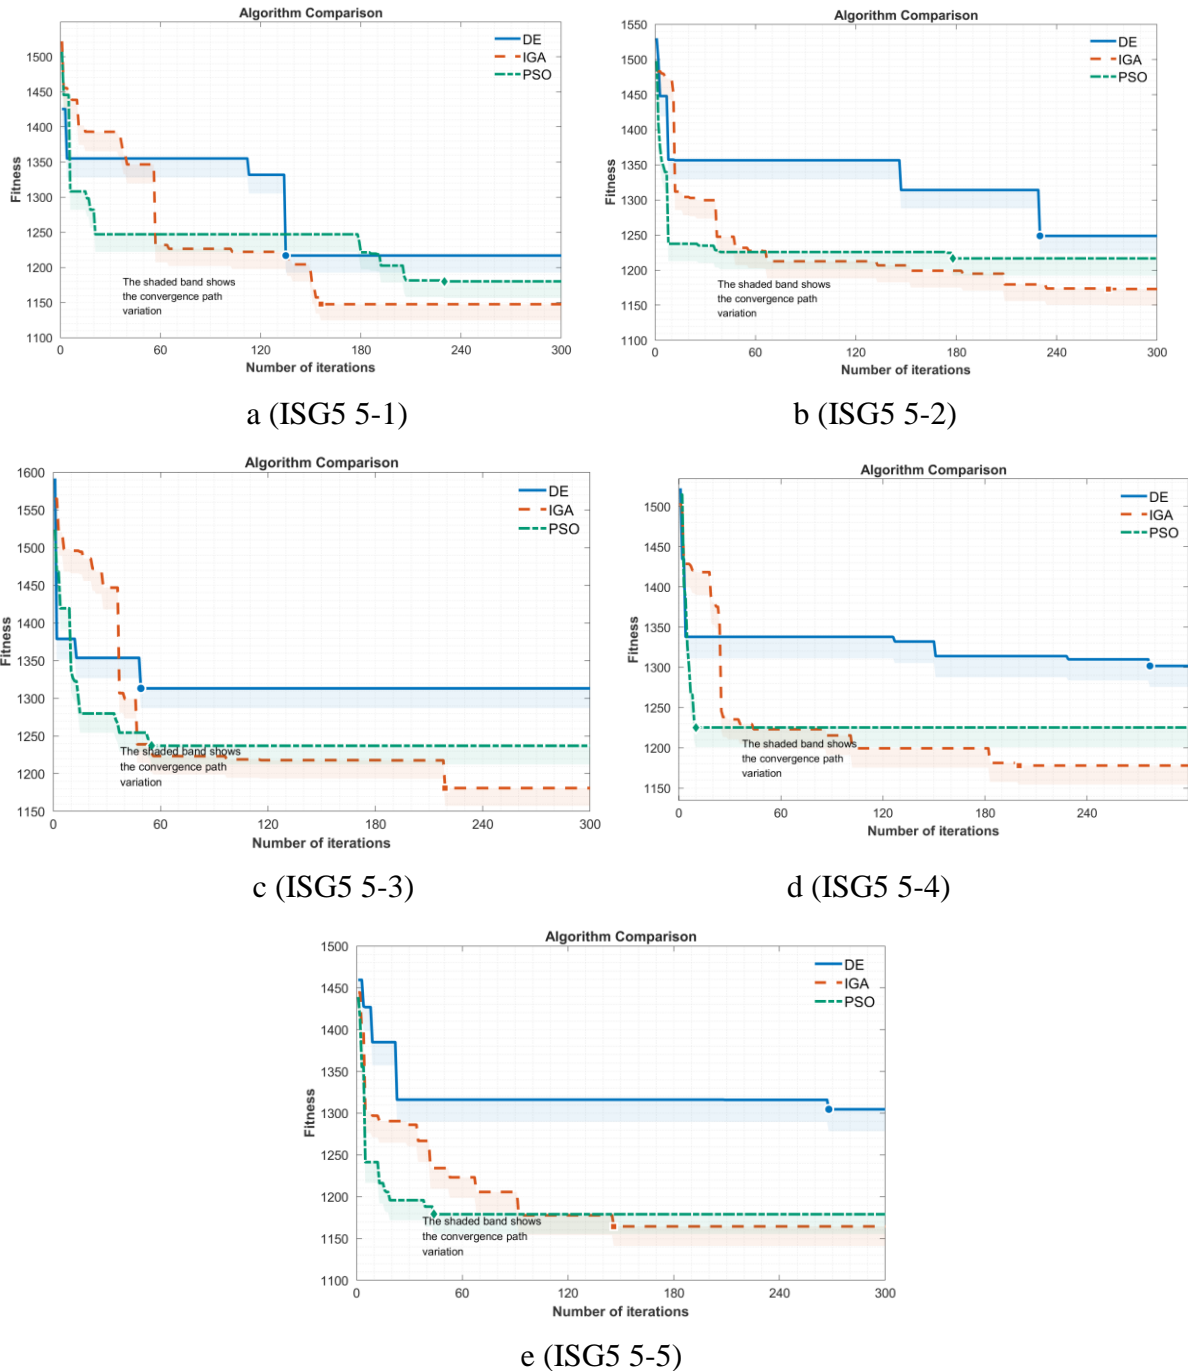 Algorithm Comparison
1500
1450
1400
1350
1300
1250
1200
1150
1100
Fitness
DE
IGA
PSO
The shaded band shows
the convergence path
variation
0 60 120 180 240 300
Number of iterations
a (ISG5 5-1)
Algorithm Comparison
1550
1500
1450
1400
1350
1300
1250
1200
1150
1100
Fitness
DE
IGA
PSO
The shaded band shows
the convergence path
variation
0 60 120 180 240 300
Number of iterations
b (ISG5 5-2)
Algorithm Comparison
1600
1550
1500
1450
1400
1350
1300
1250
1200
1150
Fitness
DE
IGA
PSO
The shaded band shows
the convergence path
variation
0 60 120 180 240 300
Number of iterations
c (ISG5 5-3)
Algorithm Comparison
1500
1450
1400
1350
1300
1250
1200
1150
Fitness
DE
IGA
PSO
The shaded band shows
the convergence path
variation
0 60 120 180 240
Number of iterations
d (ISG5 5-4)
Algorithm Comparison
1500
1450
1400
1350
1300
1250
1200
1150
1100
Fitness
DE
IGA
PSO
The shaded band shows
the convergence path
variation
0 60 120 180 240 300
Number of iterations
e (ISG5 5-5)